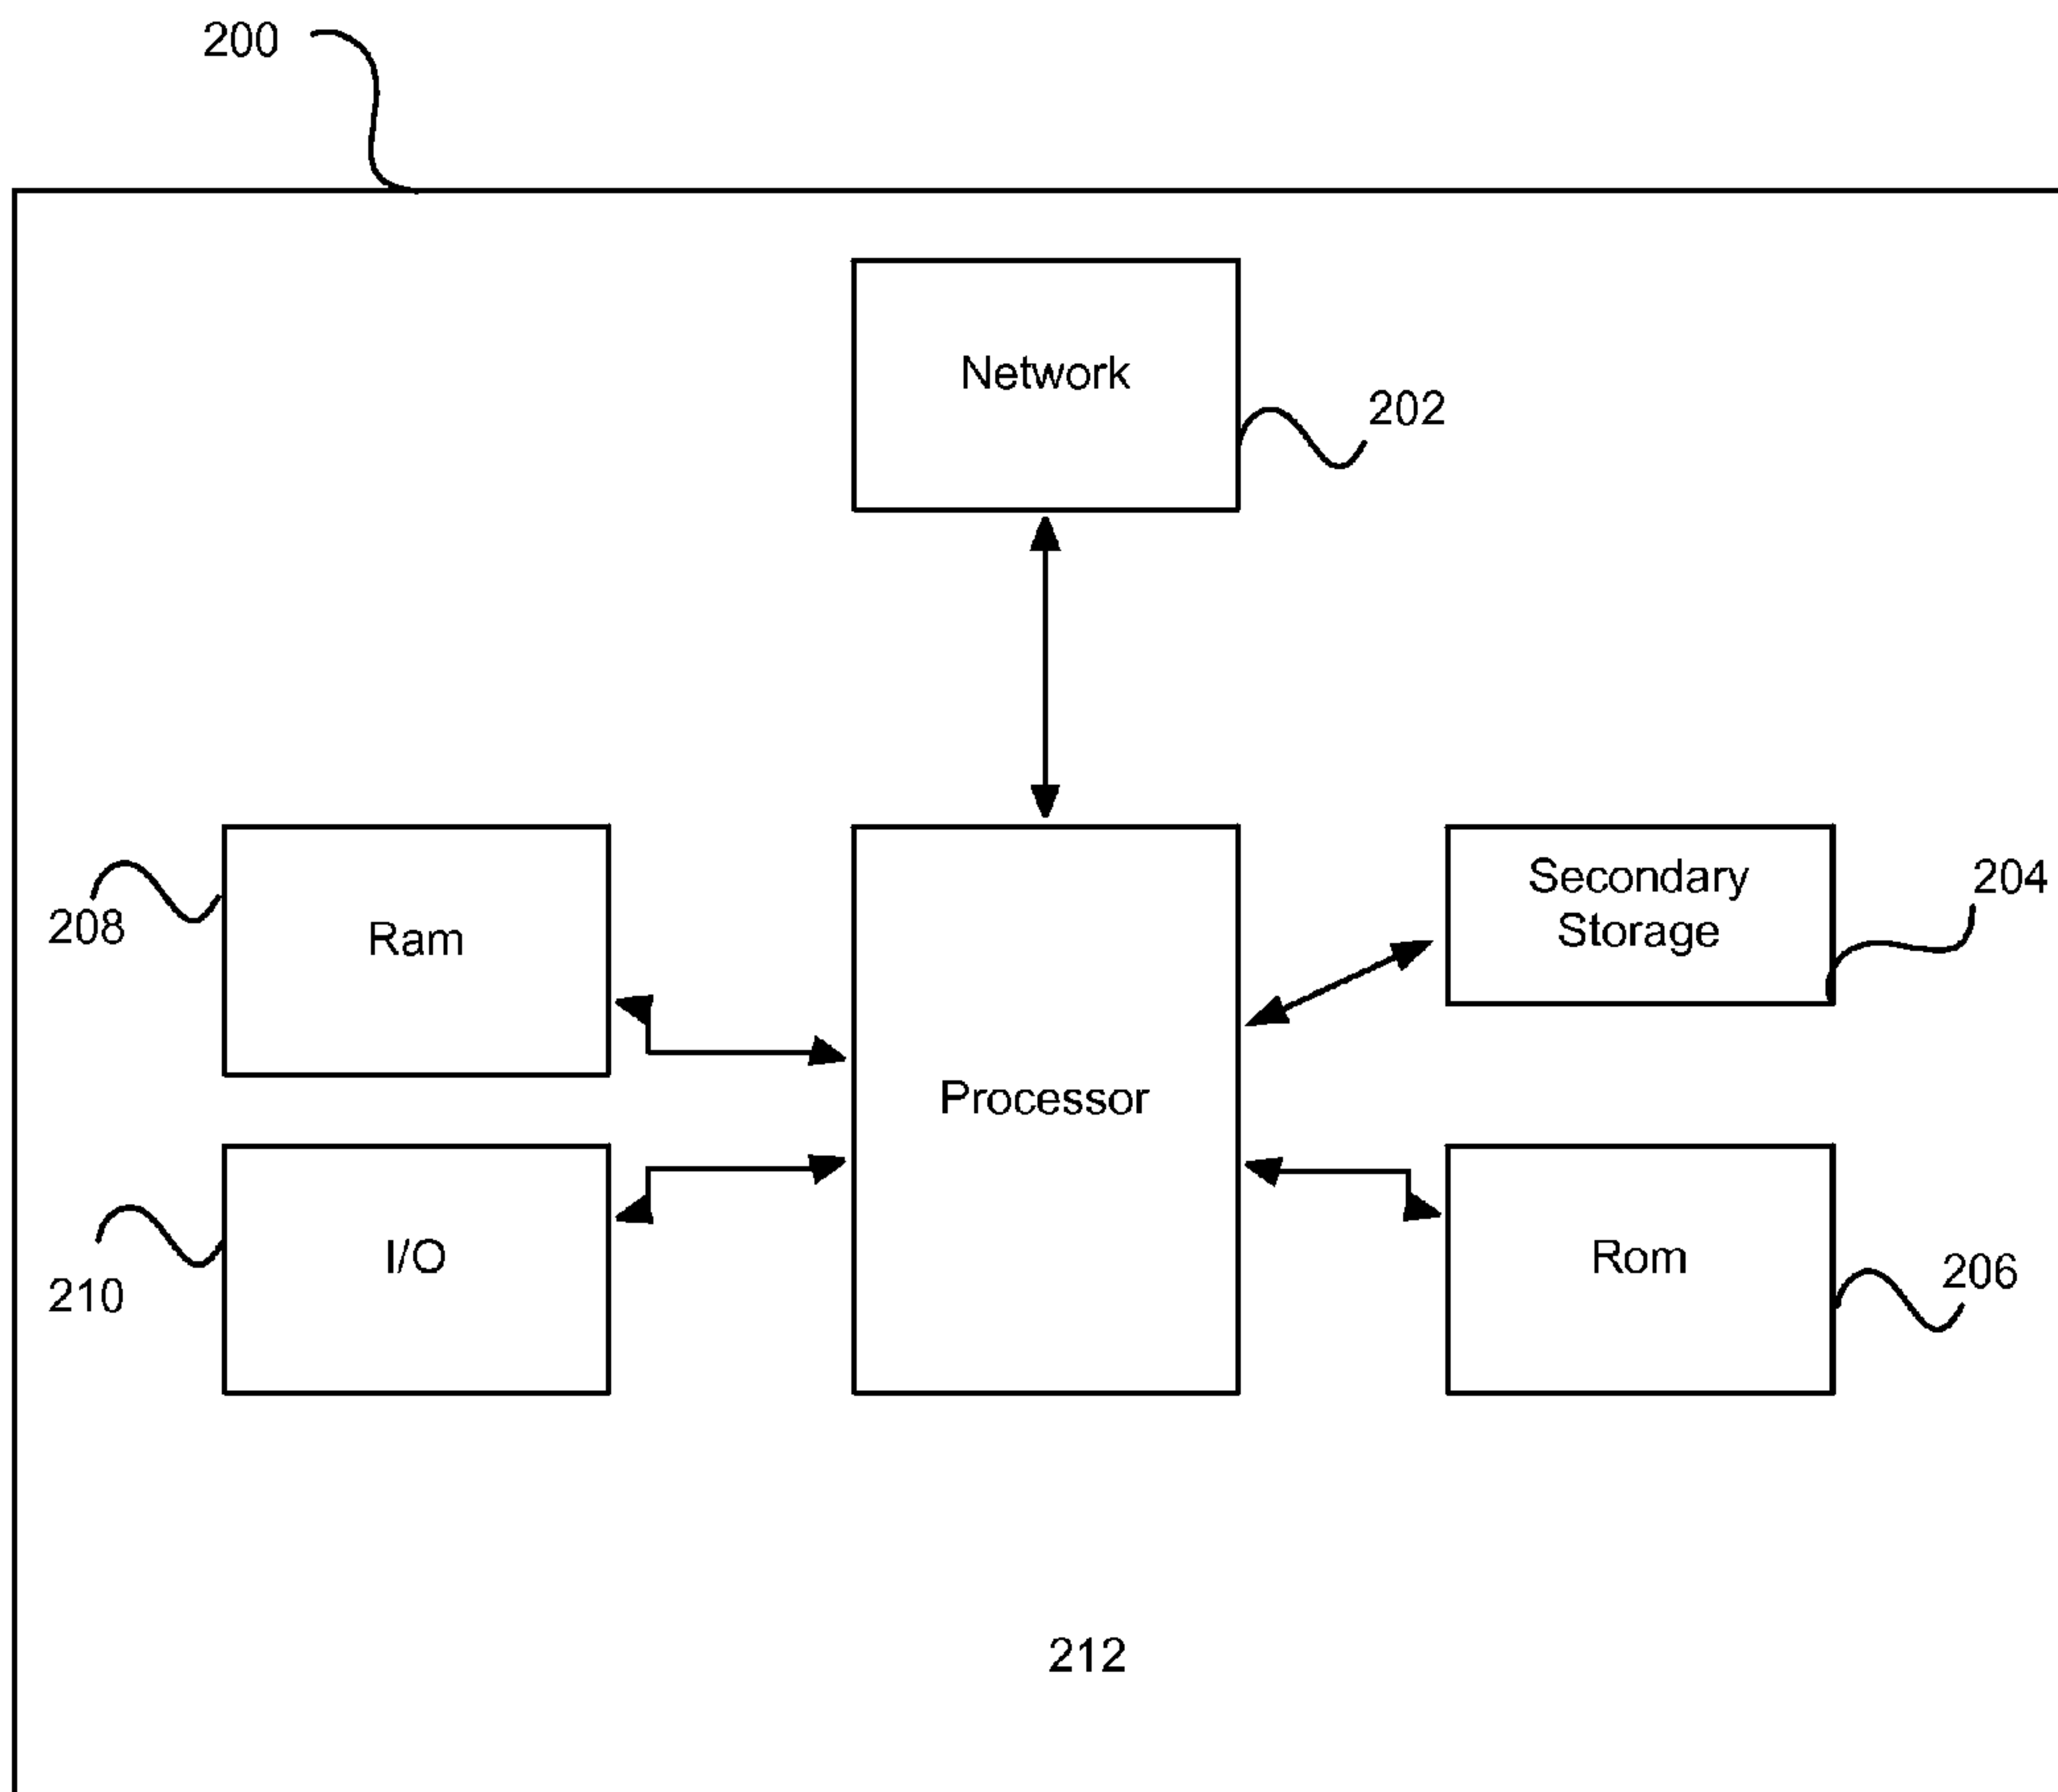 200
Network
202
208
Ram
Secondary
Storage
204
Processor
210
I/O
Rom
206
212